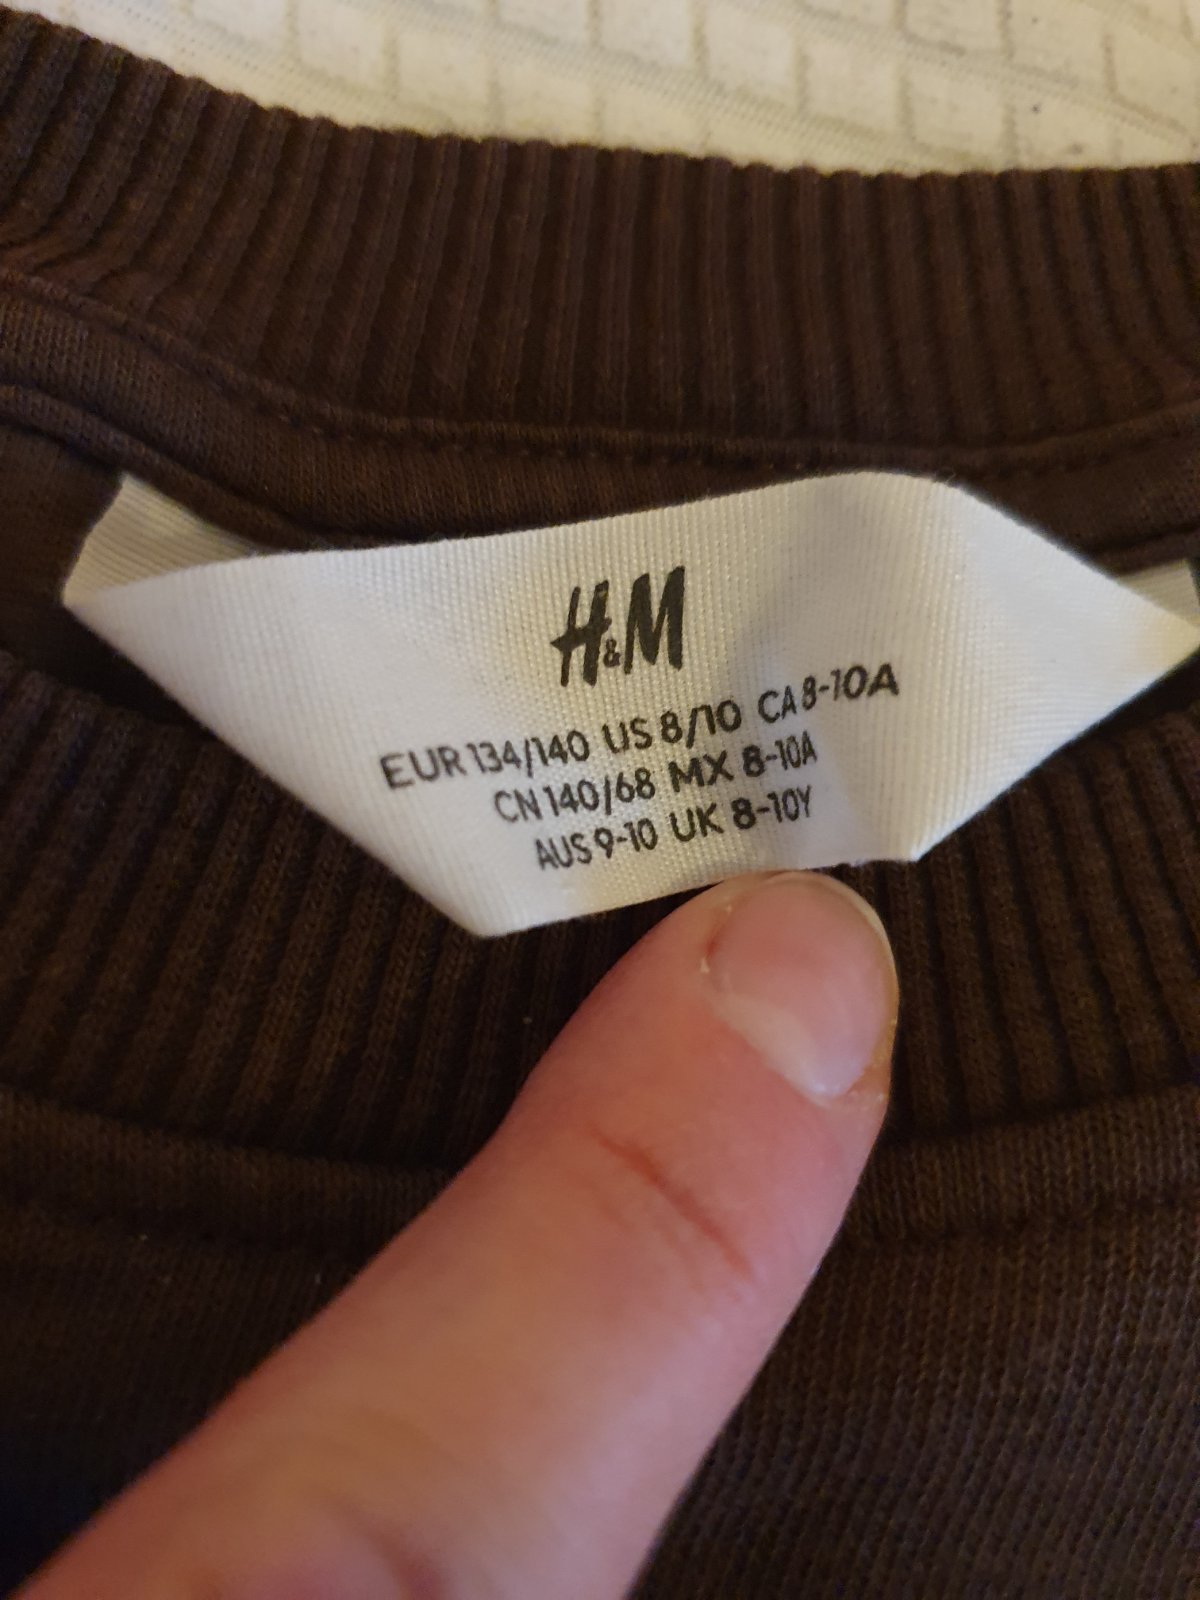 H&M
EUR 134/140 US 8/10 CA 8-10A
CN 140/68 MX 8-10A
AUS 9-10 UK 8-10Y